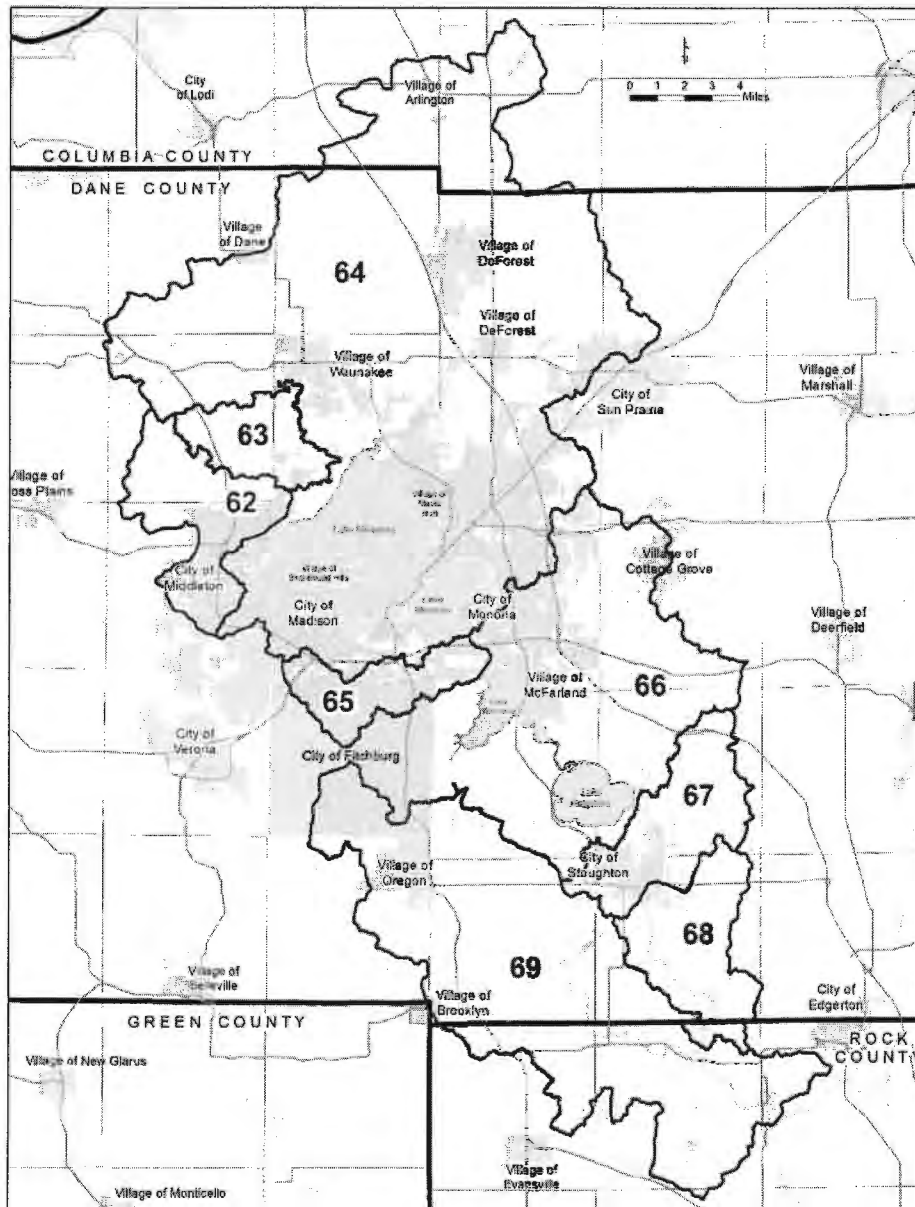 City
of Lodi
Village of
Arlington
0 1 2 3 4
Miles
COLUMBIA COUNTY
DANE COUNTY
Village
of Dane
64
Village of
DeForest
Village of
DeForest
Village of
Waunakee
Village of
Marshall
City of
Sun Prairie
63
Village of
oss Plains
62
City of
Middleton
City of
Madison
City of
Monona
Village of
Cottage Grove
Village of
Deerfield
65
Village of
McFarland
66
City of
Verona
City of Fitchburg
67
City of
Stoughton
Village of
Oregon
68
69
Village of
Belleville
Village of
Brooklyn
City of
Edgerton
GREEN COUNTY
ROCK
COUNTY
Village of New Glarus
Village of
Evansville
Village of Monticello